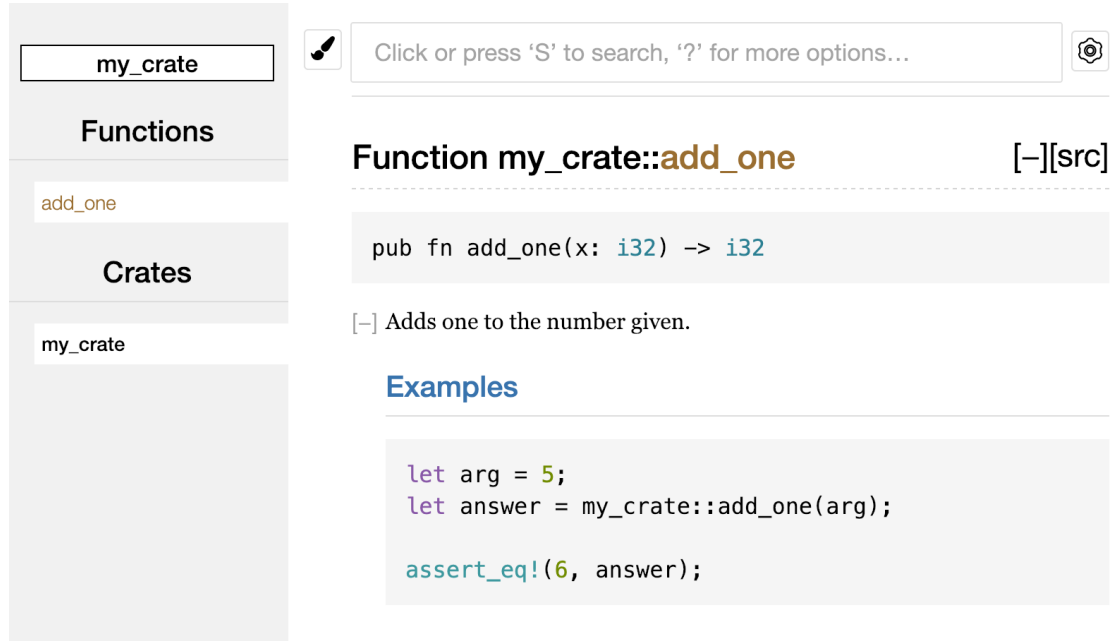 my_crate
Functions
add_one
Crates
my_crate
Click or press ‘S’ to search, ‘?’ for more options…
Function my_crate::add_one
[−][src]
pub fn add_one(x: i32) -> i32
[−] Adds one to the number given.
Examples
let arg = 5;
let answer = my_crate::add_one(arg);
assert_eq!(6, answer);